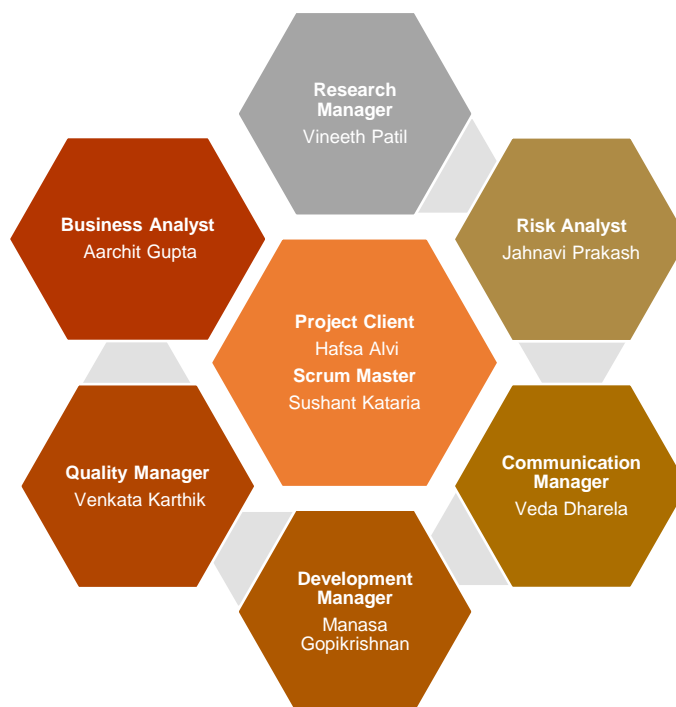 Research
Manager
Vineeth Patil
Business Analyst
Aarchit Gupta
Risk Analyst
Jahnavi Prakash
Project Client
Hafsa Alvi
Scrum Master
Sushant Kataria
Quality Manager
Venkata Karthik
Communication
Manager
Veda Dharela
Development
Manager
Manasa
Gopikrishnan